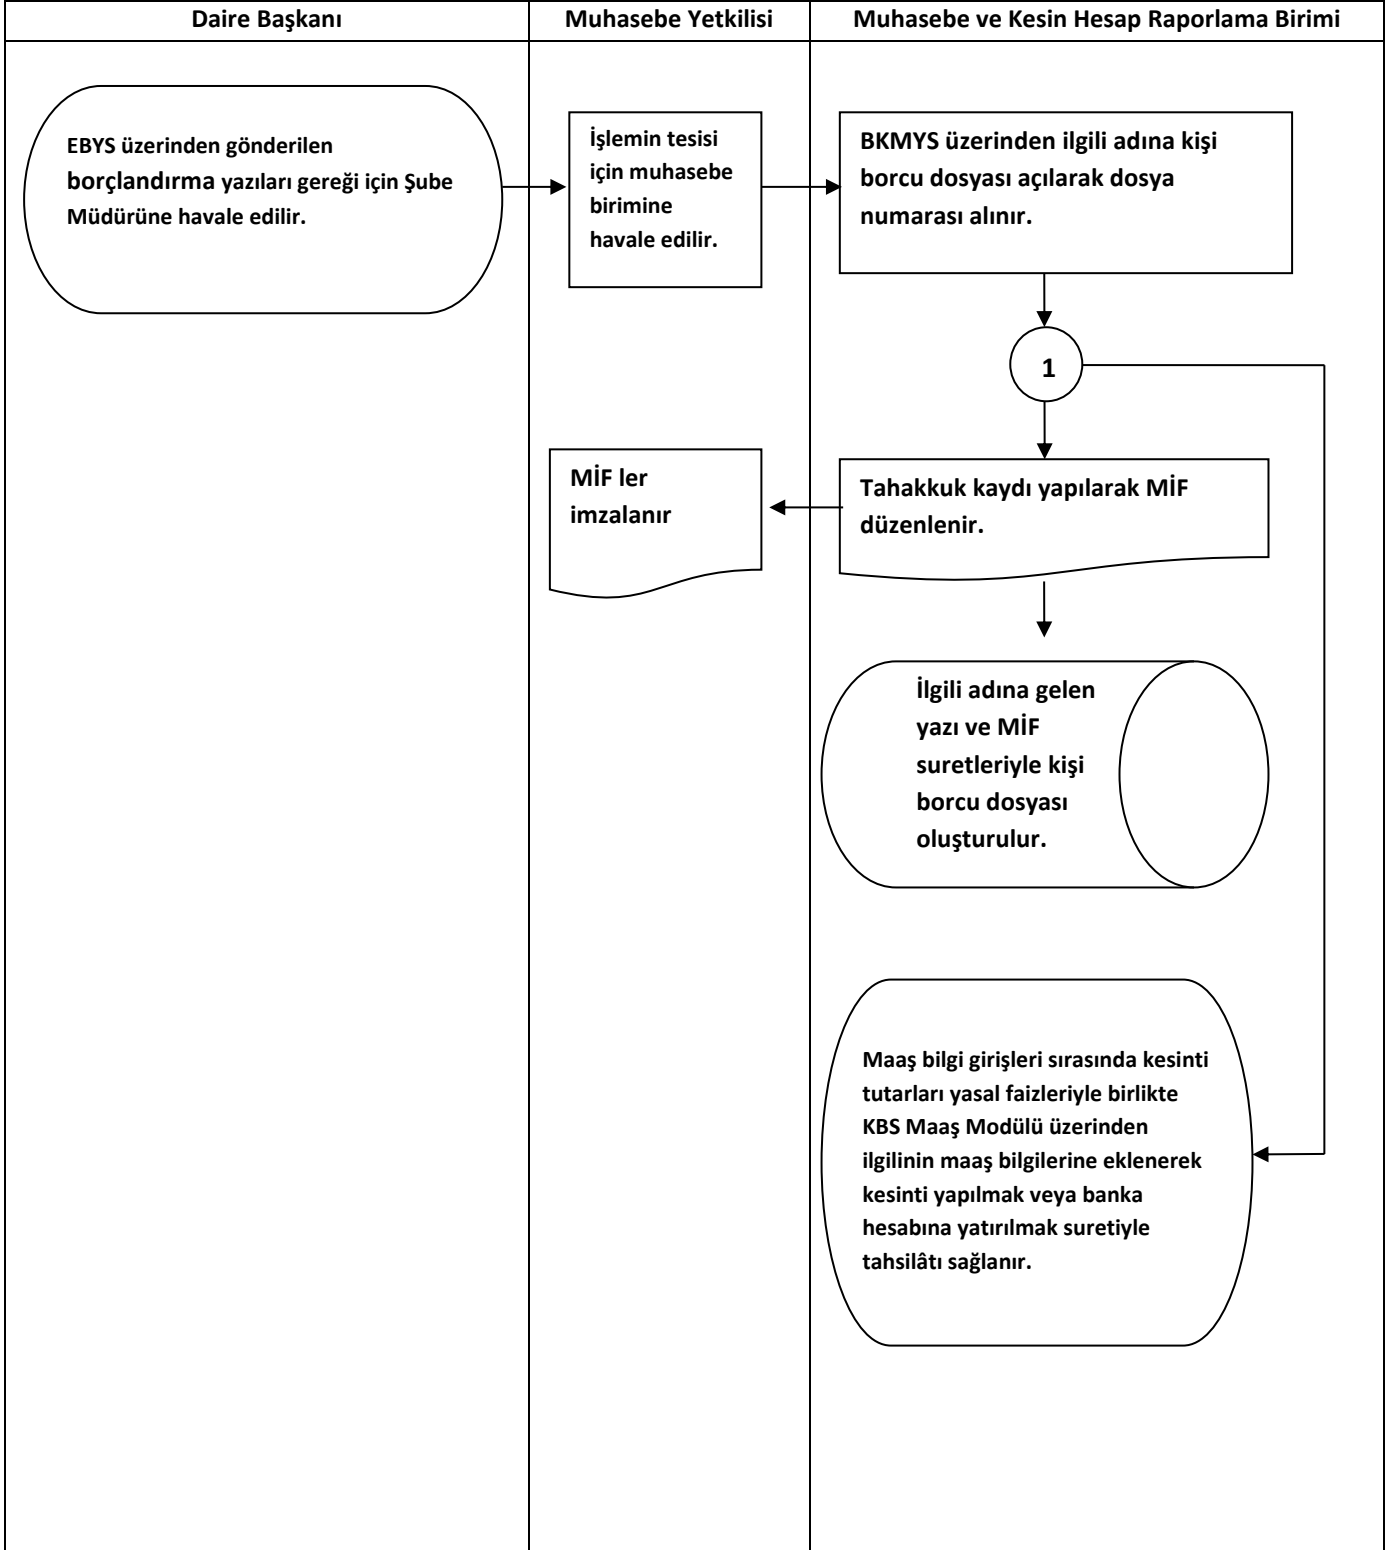 Daire Başkanı
Muhasebe Yetkilisi
Muhasebe ve Kesin Hesap Raporlama Birimi
EBYS üzerinden gönderilen
borçlandırma yazıları gereği için Şube
Müdürüne havale edilir.
İşlemin tesisi
için muhasebe
birimine
havale edilir.
BKMYS üzerinden ilgili adına kişi
borcu dosyası açılarak dosya
numarası alınır.
1
MİF ler
imzalanır
Tahakkuk kaydı yapılarak MİF
düzenlenir.
İlgili adına gelen
yazı ve MİF
suretleriyle kişi
borcu dosyası
oluşturulur.
Maaş bilgi girişleri sırasında kesinti
tutarları yasal faizleriyle birlikte
KBS Maaş Modülü üzerinden
ilgilinin maaş bilgilerine eklenerek
kesinti yapılmak veya banka
hesabına yatırılmak suretiyle
tahsilâtı sağlanır.